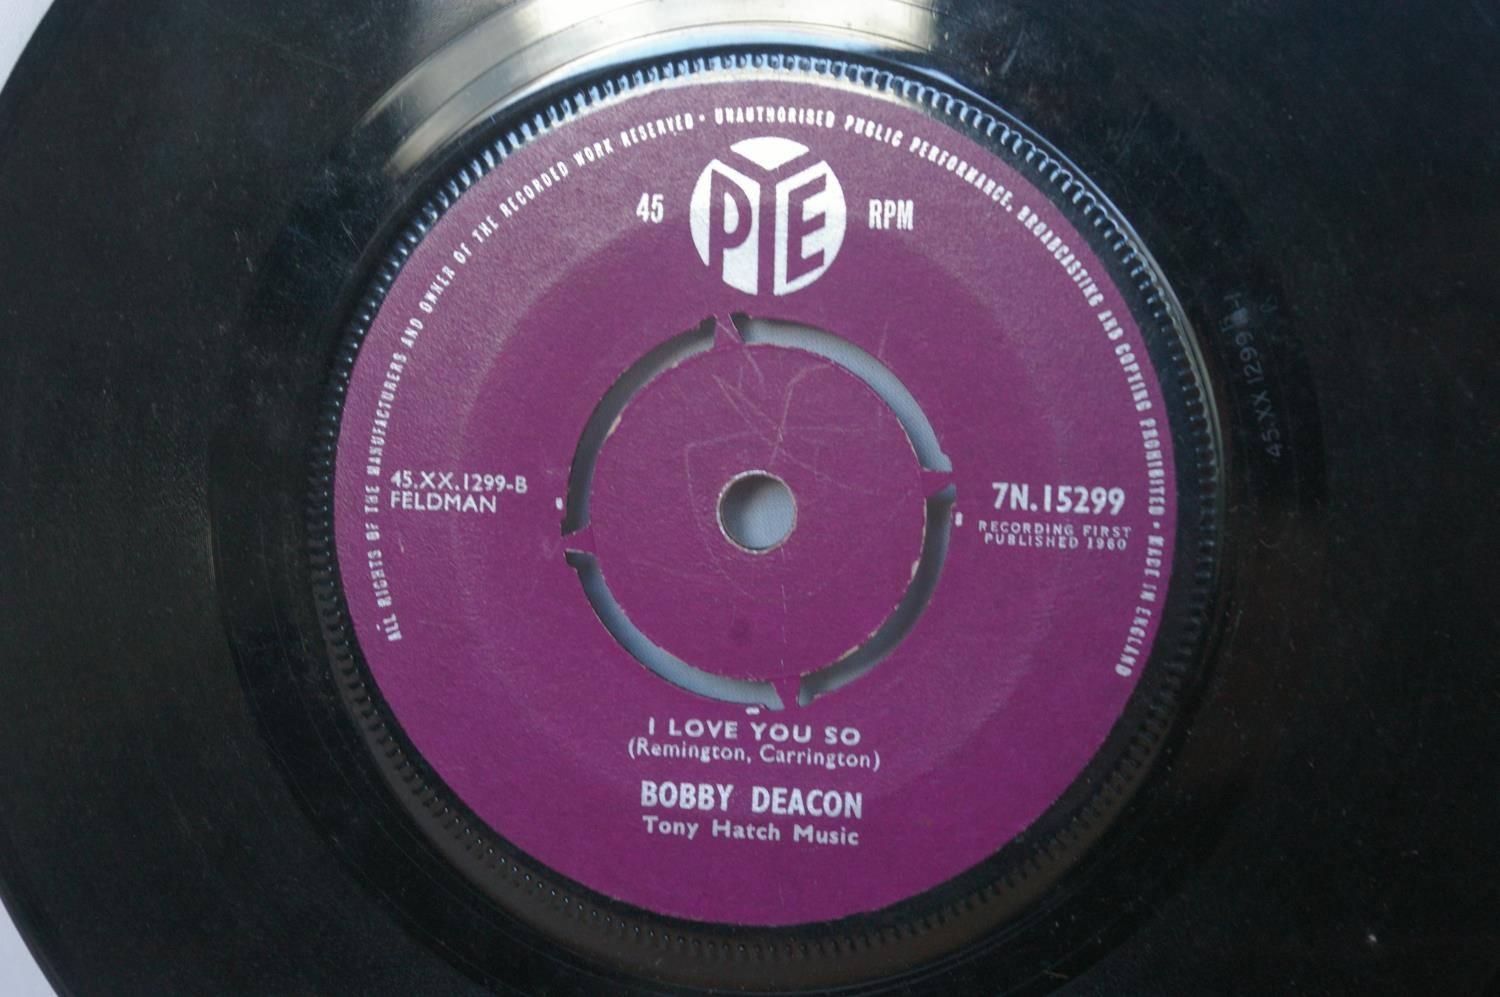 ALL RIGHTS OF THE MANUFACTURERS AND OWNER OF THE RECORDED WORK RESERVED · UNAUTHORISED PUBLIC PERFORMANCE, BROADCASTING AND COPYING PROHIBITED · MADE IN ENGLAND
PYE
45 RPM
45.XX.1299-B
FELDMAN
7N.15299
RECORDING FIRST
PUBLISHED 1960
I LOVE YOU SO
(Remington, Carrington)
BOBBY DEACON
Tony Hatch Music
45.XX 1299